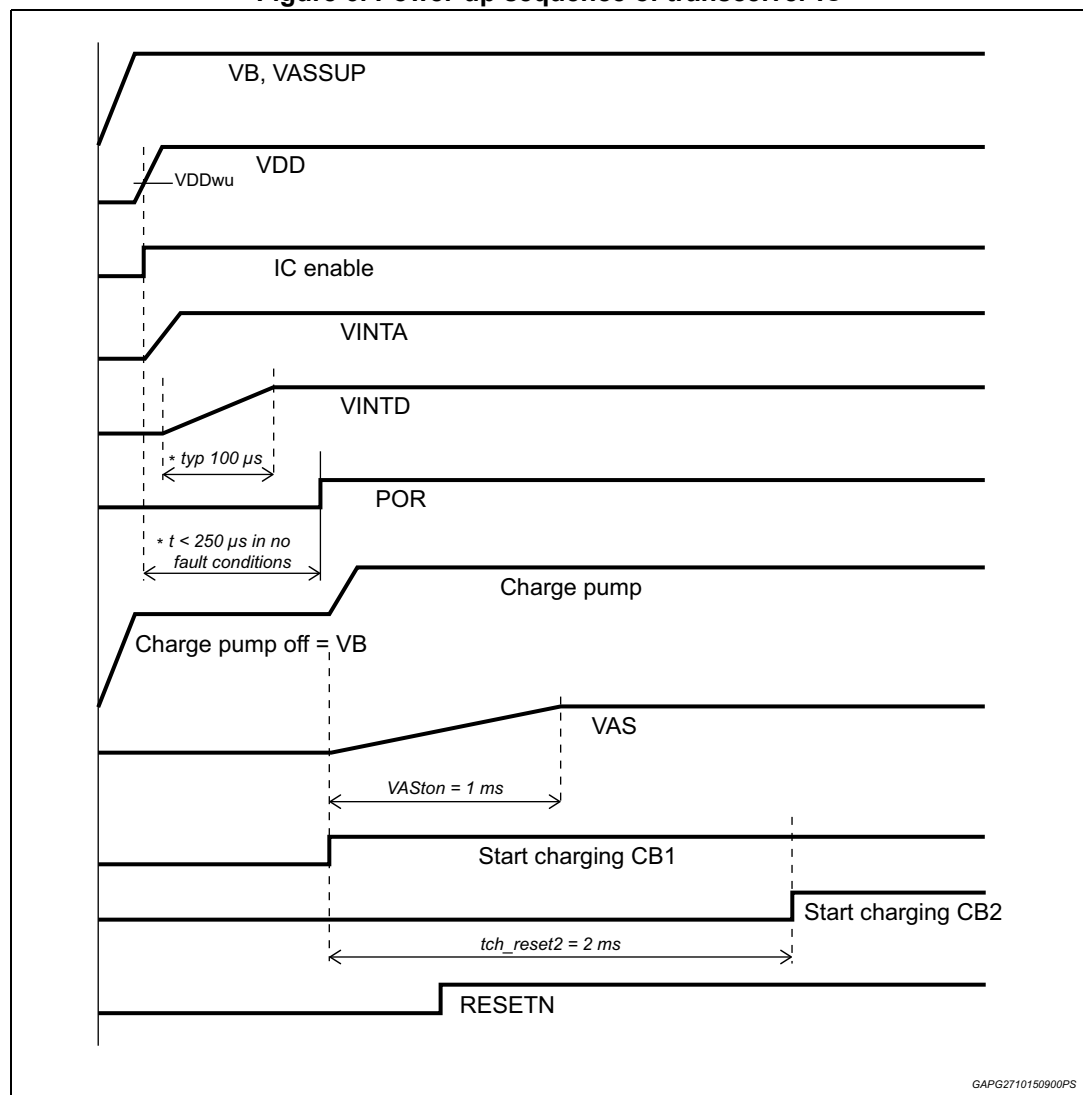 VB, VASSUP
VDD
VDDwu
IC enable
VINTA
VINTD
* typ 100 µs
POR
* t < 250 µs in no
fault conditions
Charge pump
Charge pump off = VB
VAS
VASton = 1 ms
Start charging CB1
Start charging CB2
tch_reset2 = 2 ms
RESETN
GAPG2710150900PS